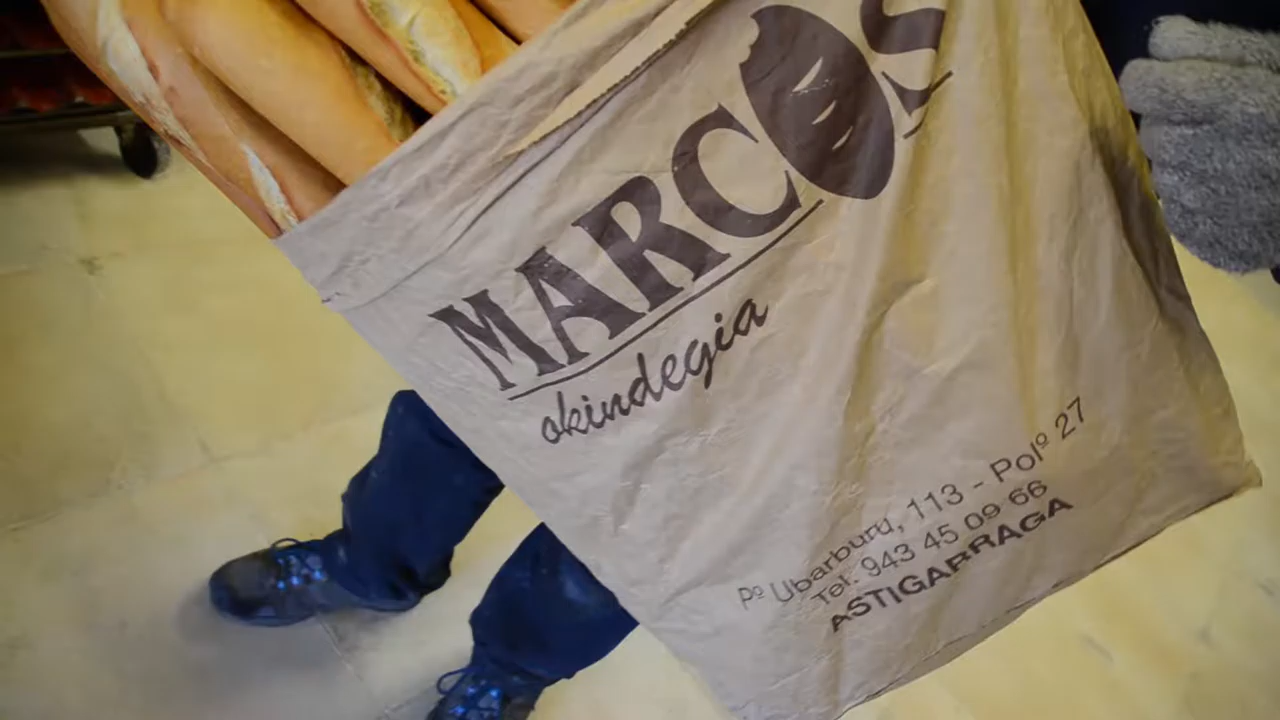 MARCOS
okindegia
Pº Ubarburu, 113 - Polº 27
Tel. 943 45 09 66
ASTIGARRAGA